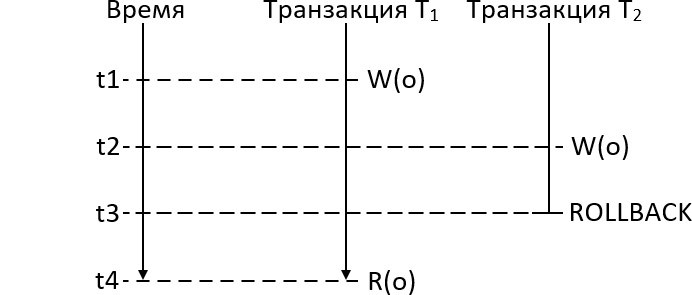 Время Транзакция T₁ Транзакция T₂
t1 W(o)
t2 W(o)
t3 ROLLBACK
t4 R(o)